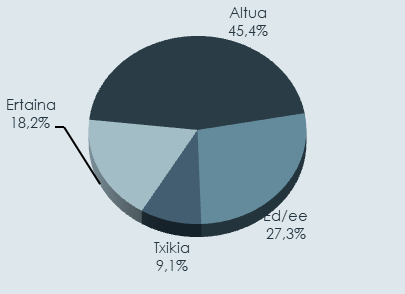 Altua
45,4%
Ertaina
18,2%
Ed/ee
27,3%
Txikia
9,1%